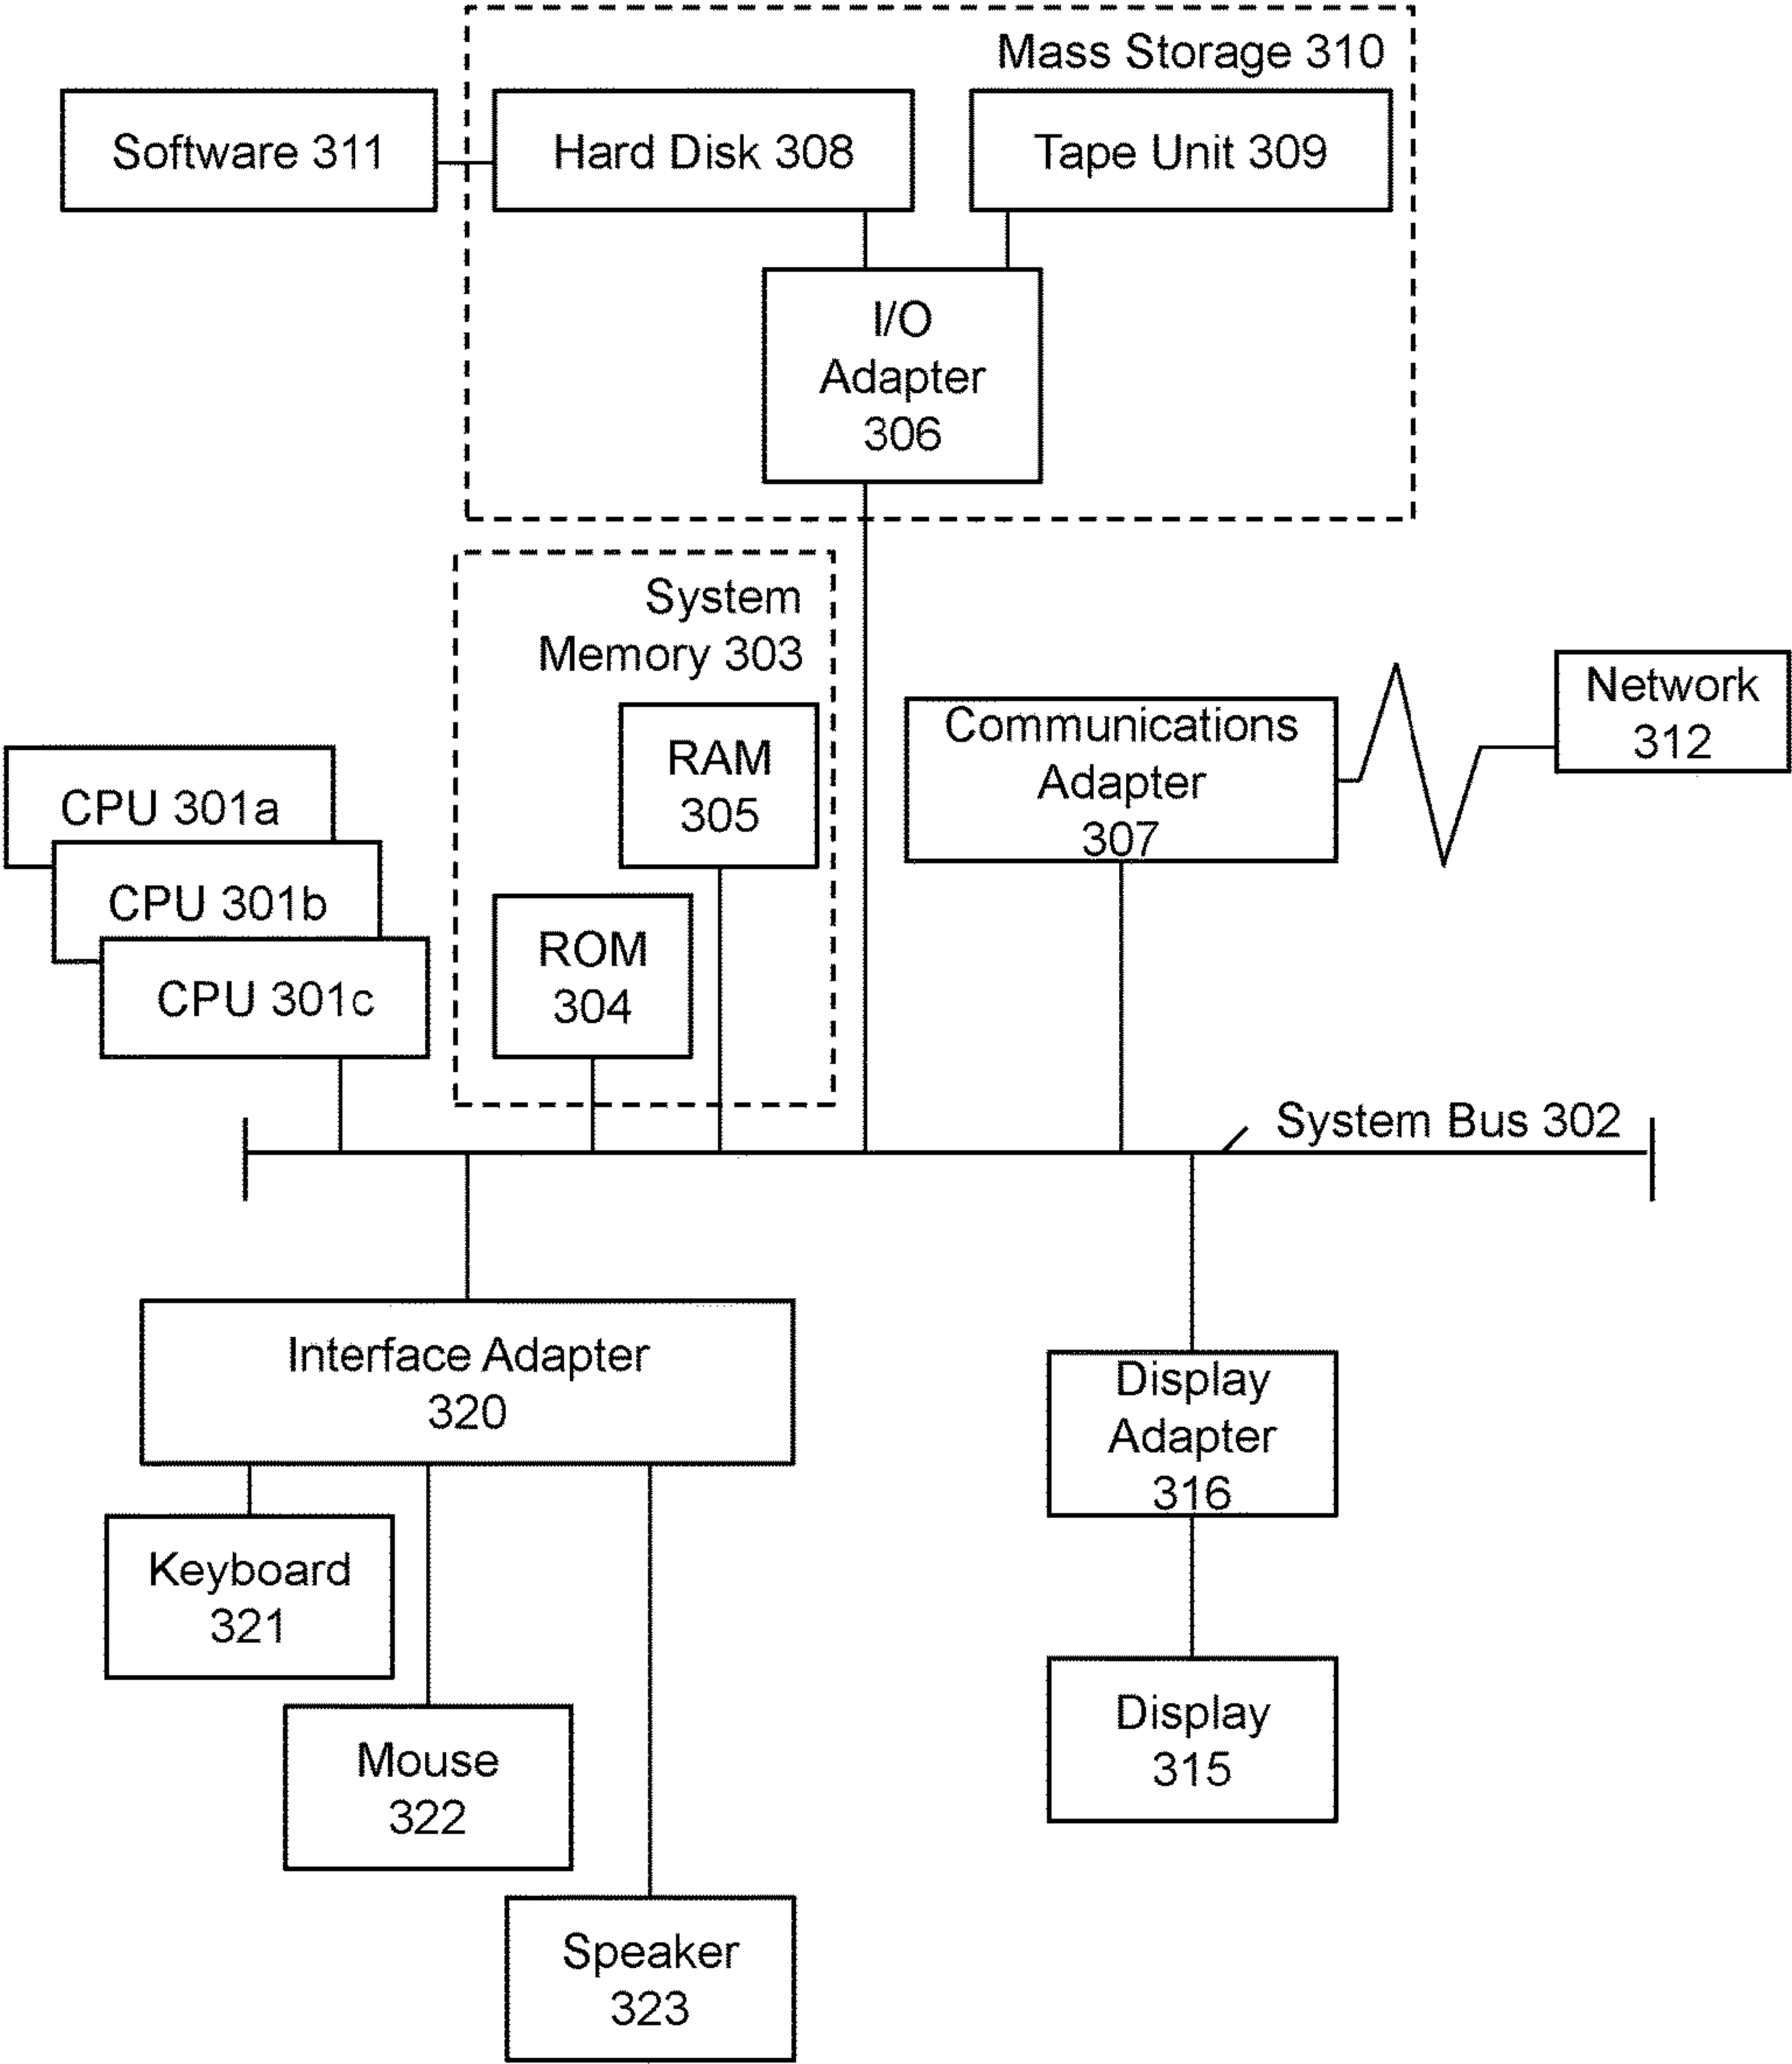 Mass Storage 310
Software 311
Hard Disk 308
Tape Unit 309
I/O
Adapter
306
System
Memory 303
RAM
305
ROM
304
Communications
Adapter
307
Network
312
CPU 301a
CPU 301b
CPU 301c
System Bus 302
Interface Adapter
320
Display
Adapter
316
Keyboard
321
Mouse
322
Display
315
Speaker
323